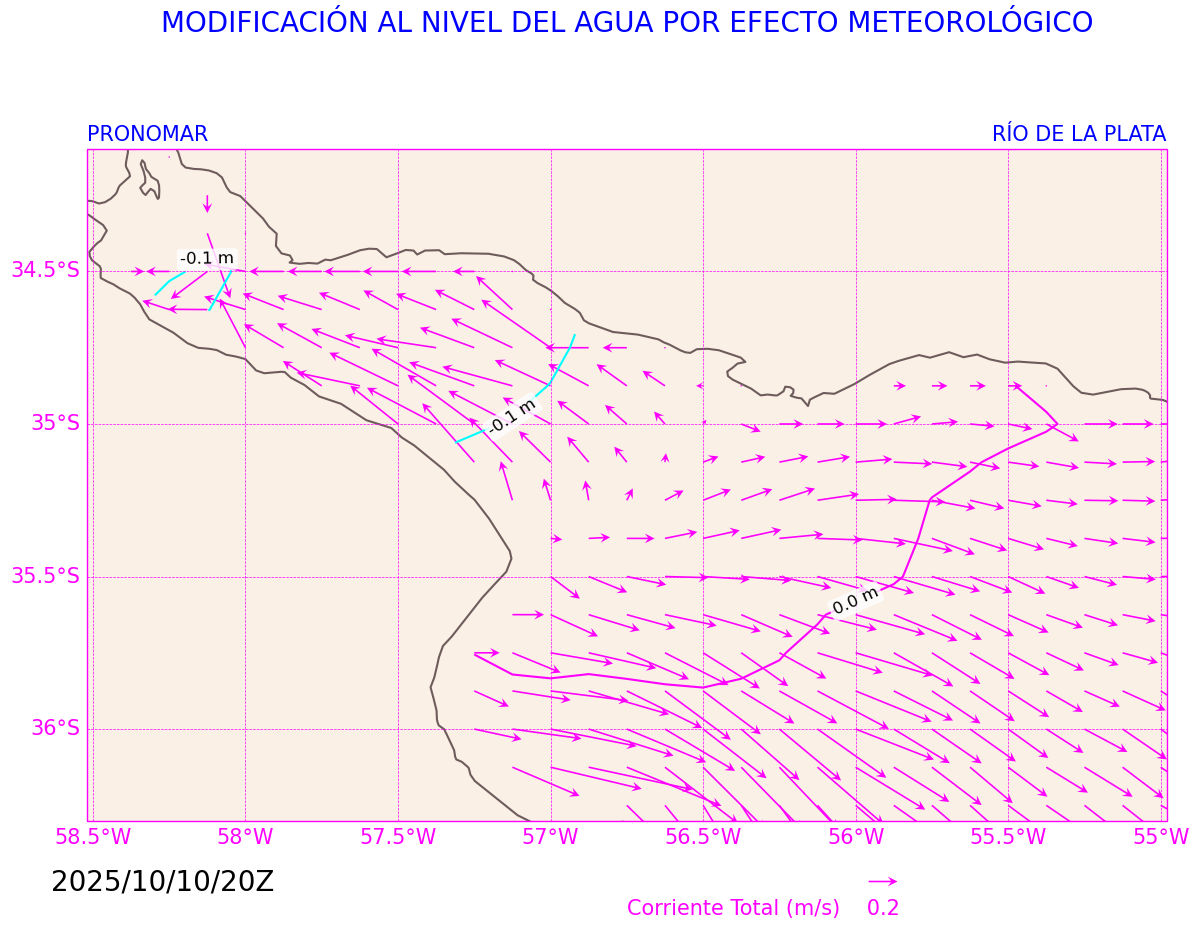 MODIFICACIÓN AL NIVEL DEL AGUA POR EFECTO METEOROLÓGICO
PRONOMAR
RÍO DE LA PLATA
-0.1 m
34.5°S
-0.1 m
35°S
35.5°S
0.0 m
36°S
58.5°W
58°W
57.5°W
57°W
56.5°W
56°W
55.5°W
55°W
2025/10/10/20Z
Corriente Total (m/s)
0.2